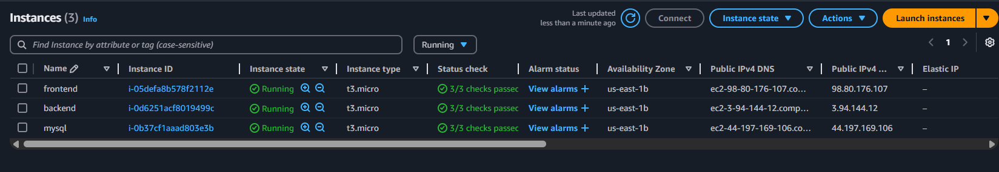 Instances (3) Info
Last updated
less than a minute ago
Connect
Instance state
Actions
Launch instances
Find Instance by attribute or tag (case-sensitive)
Running
1
Name Instance ID Instance state Instance type Status check Alarm status Availability Zone Public IPv4 DNS Public IPv4 ... Elastic IP
frontend i-05defa8b578f2112e Running t3.micro 3/3 checks passec View alarms + us-east-1b ec2-98-80-176-107.co... 98.80.176.107 –
backend i-0d6251acf8019499c Running t3.micro 3/3 checks passec View alarms + us-east-1b ec2-3-94-144-12.comp... 3.94.144.12 –
mysql i-0b37cf1aaad803e3b Running t3.micro 3/3 checks passec View alarms + us-east-1b ec2-44-197-169-106.co... 44.197.169.106 –